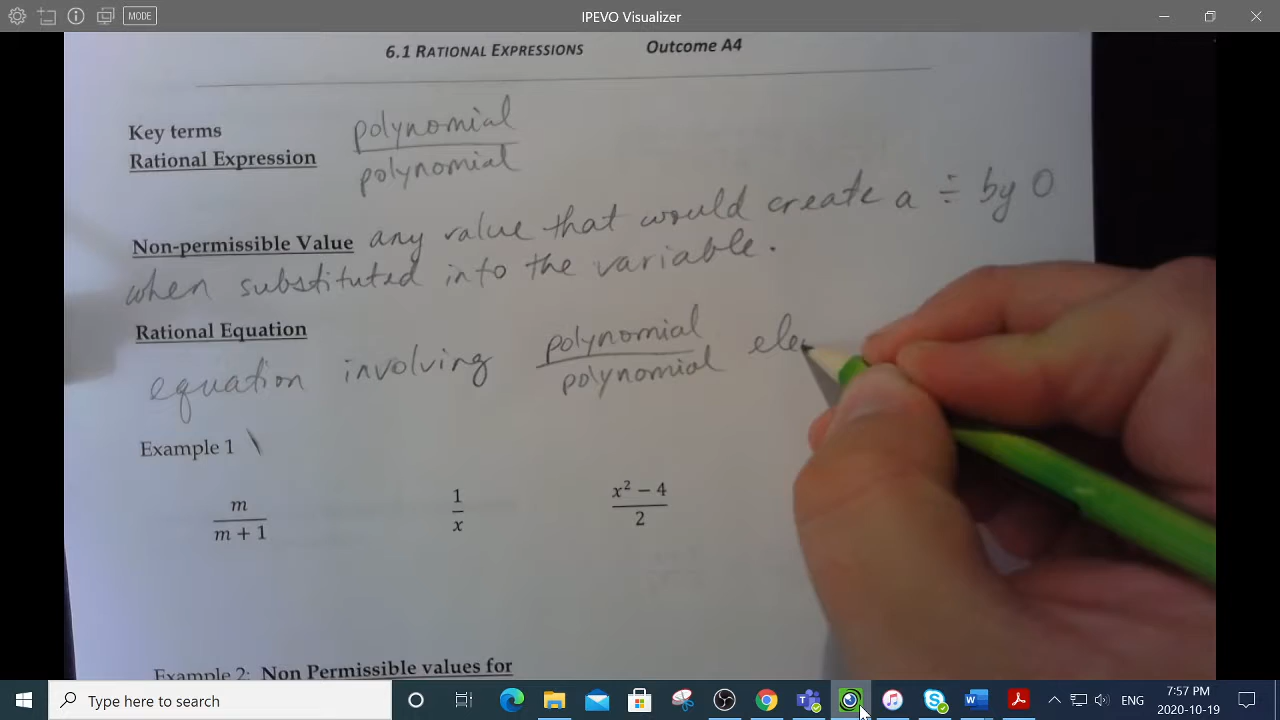 MODE
IPEVO Visualizer
6.1 RATIONAL EXPRESSIONS Outcome A4
Key terms
Rational Expression
polynomial
polynomial
Non-permissible Value any value that would create a ÷ by 0
when substituted into the variable.
Rational Equation
equation involving
polynomial
polynomial
ele
Example 1
m
m + 1
1
x
x² − 4
2
Example 2: Non Permissible values for
Type here to search
ENG
7:57 PM
2020-10-19